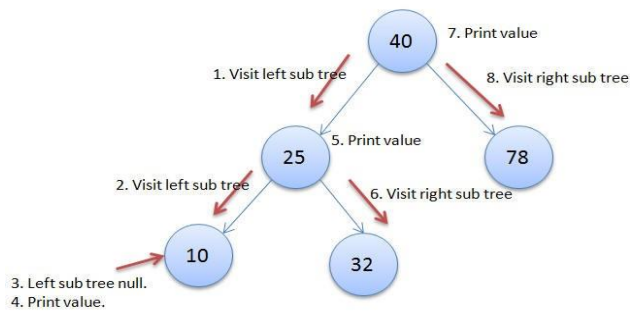 40
7. Print value
1. Visit left sub tree
8. Visit right sub tree
25
5. Print value
78
2. Visit left sub tree
6. Visit right sub tree
10
32
3. Left sub tree null.
4. Print value.